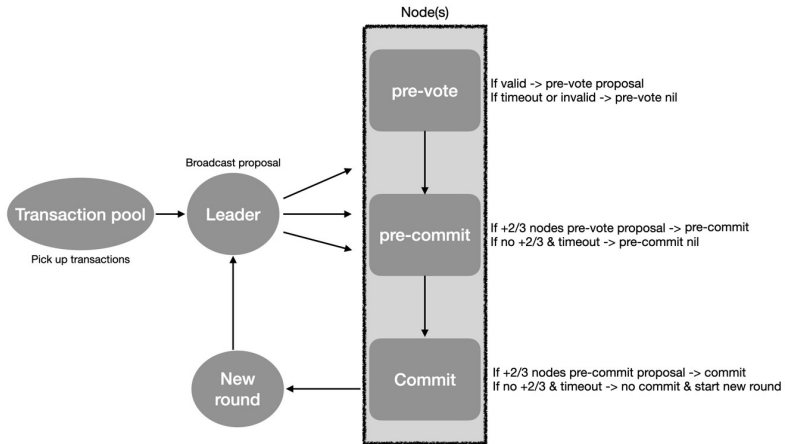 Node(s)
pre-vote
If valid -> pre-vote proposal
If timeout or invalid -> pre-vote nil
Broadcast proposal
Transaction pool
Leader
Pick up transactions
pre-commit
If +2/3 nodes pre-vote proposal -> pre-commit
If no +2/3 & timeout -> pre-commit nil
New
round
Commit
If +2/3 nodes pre-commit proposal -> commit
If no +2/3 & timeout -> no commit & start new round